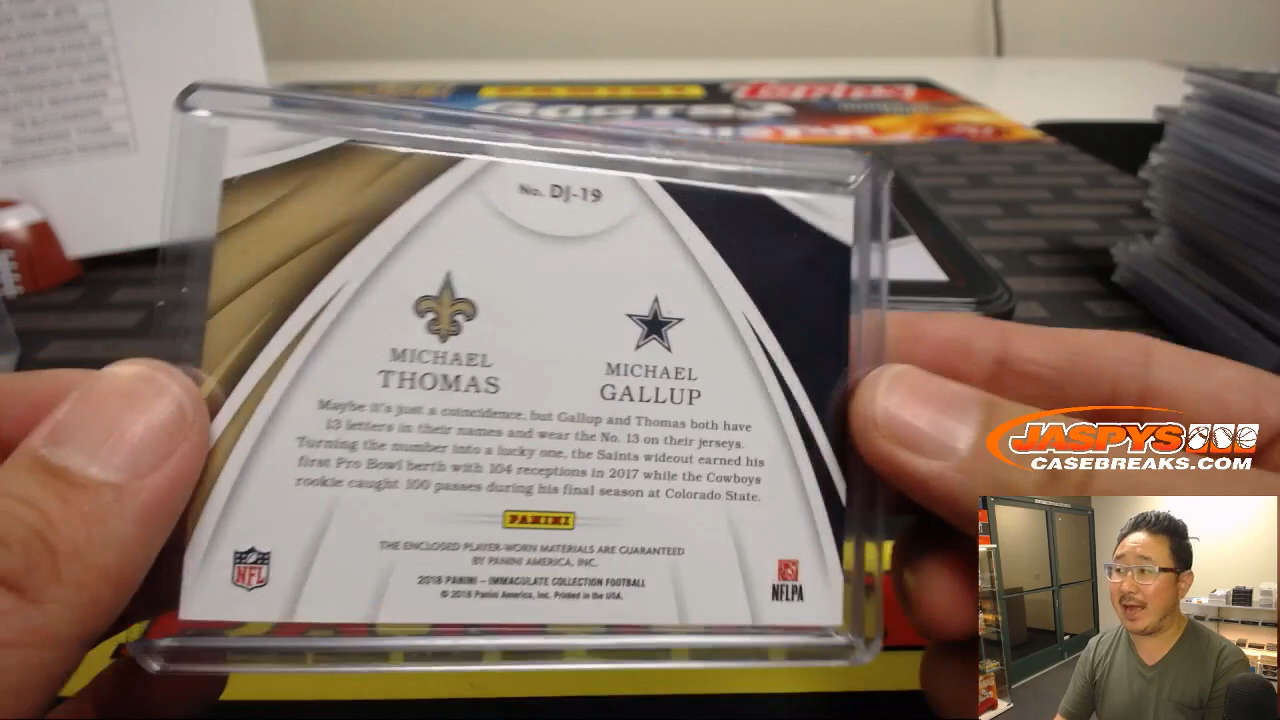 No. DJ-19
MICHAEL
THOMAS
MICHAEL
GALLUP
Maybe it's just a coincidence, but Gallup and Thomas both have
13 letters in their names and wear the No. 13 on their jerseys.
Turning the number into a lucky one, the Saints wideout earned his
first Pro Bowl berth with 104 receptions in 2017 while the Cowboys
rookie caught 100 passes during his final season at Colorado State.
PANINI
THE ENCLOSED PLAYER-WORN MATERIALS ARE GUARANTEED
BY PANINI AMERICA, INC.
2018 PANINI – IMMACULATE COLLECTION FOOTBALL
© 2018 Panini America, Inc. Printed in the USA.
NFL
NFLPA
JASPYS
CASEBREAKS.COM